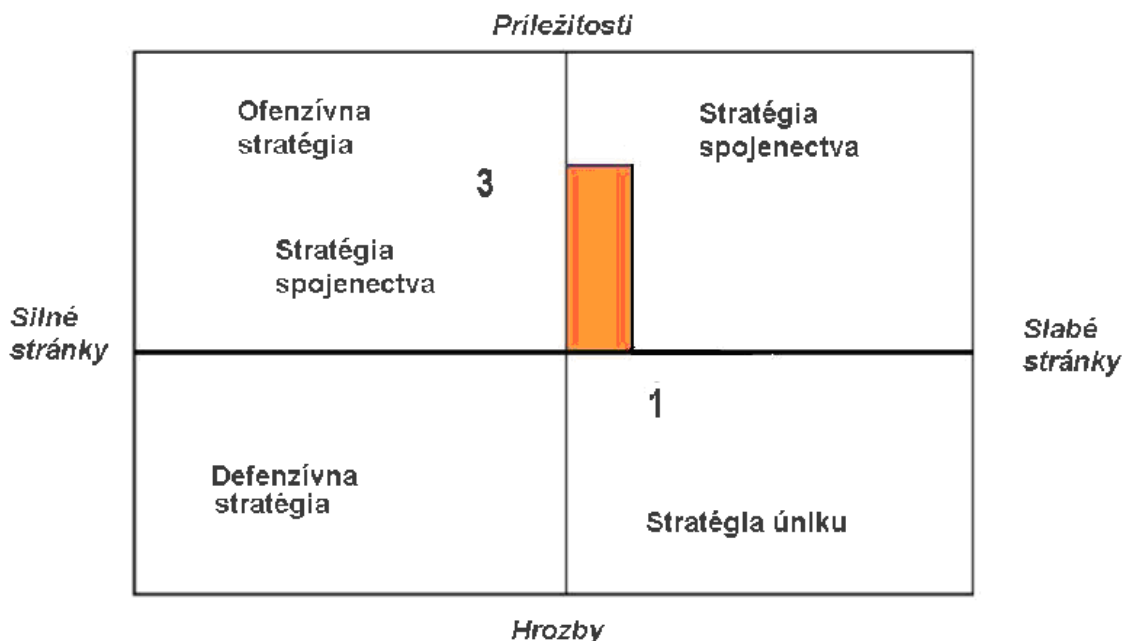 Príležitosti
Ofenzívna
stratégia
Stratégia
spojenectva
3
Stratégia
spojenectva
Silné
stránky
Slabé
stránky
1
Defenzívna
stratégia
Stratégia úniku
Hrozby